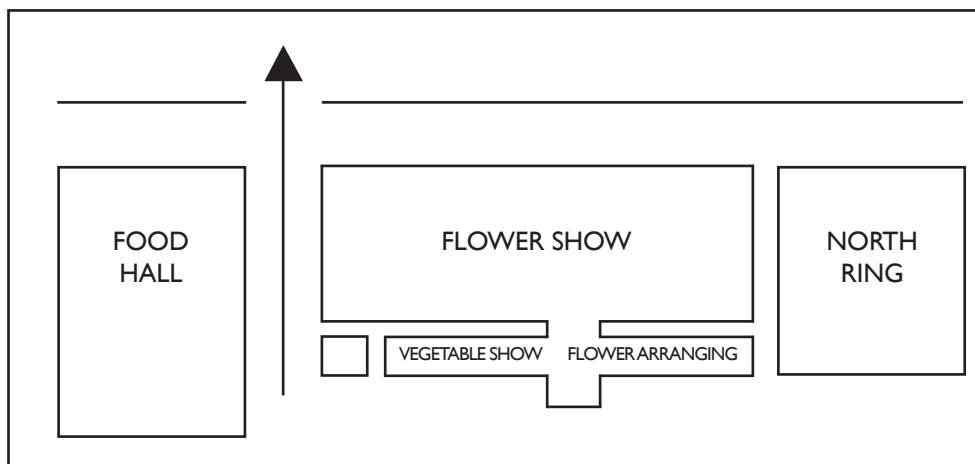 FOOD
HALL
FLOWER SHOW
NORTH
RING
VEGETABLE SHOW
FLOWER ARRANGING